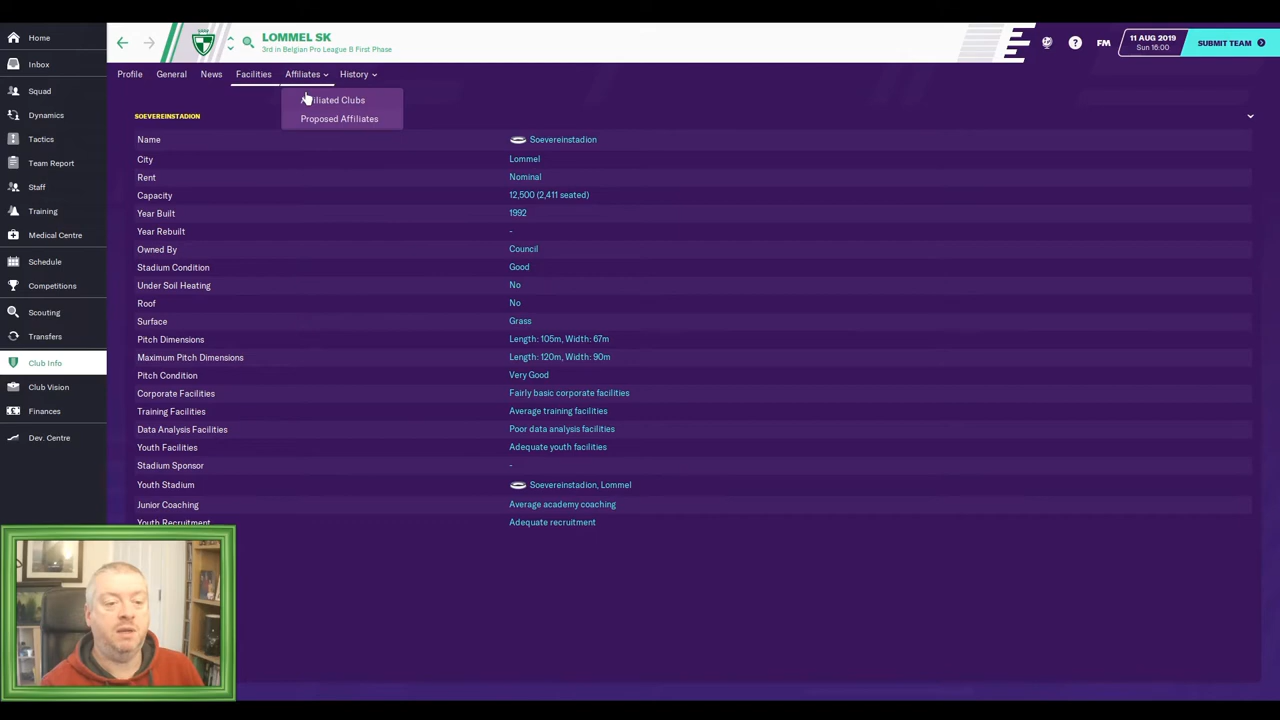 LOMMEL SK
3rd in Belgian Pro League B First Phase
11 AUG 2019
Sun 16:00
SUBMIT TEAM
FM
Home
Inbox
Squad
Dynamics
Tactics
Team Report
Staff
Training
Medical Centre
Schedule
Competitions
Scouting
Transfers
Club Info
Club Vision
Finances
Dev. Centre
Profile
General
News
Facilities
Affiliates
History
Affiliated Clubs
Proposed Affiliates
SOEVEREINSTADION
Name Soevereinstadion
City Lommel
Rent Nominal
Capacity 12,500 (2,411 seated)
Year Built 1992
Year Rebuilt -
Owned By Council
Stadium Condition Good
Under Soil Heating No
Roof No
Surface Grass
Pitch Dimensions Length: 105m, Width: 67m
Maximum Pitch Dimensions Length: 120m, Width: 90m
Pitch Condition Very Good
Corporate Facilities Fairly basic corporate facilities
Training Facilities Average training facilities
Data Analysis Facilities Poor data analysis facilities
Youth Facilities Adequate youth facilities
Stadium Sponsor -
Youth Stadium Soevereinstadion, Lommel
Junior Coaching Average academy coaching
Youth Recruitment Adequate recruitment